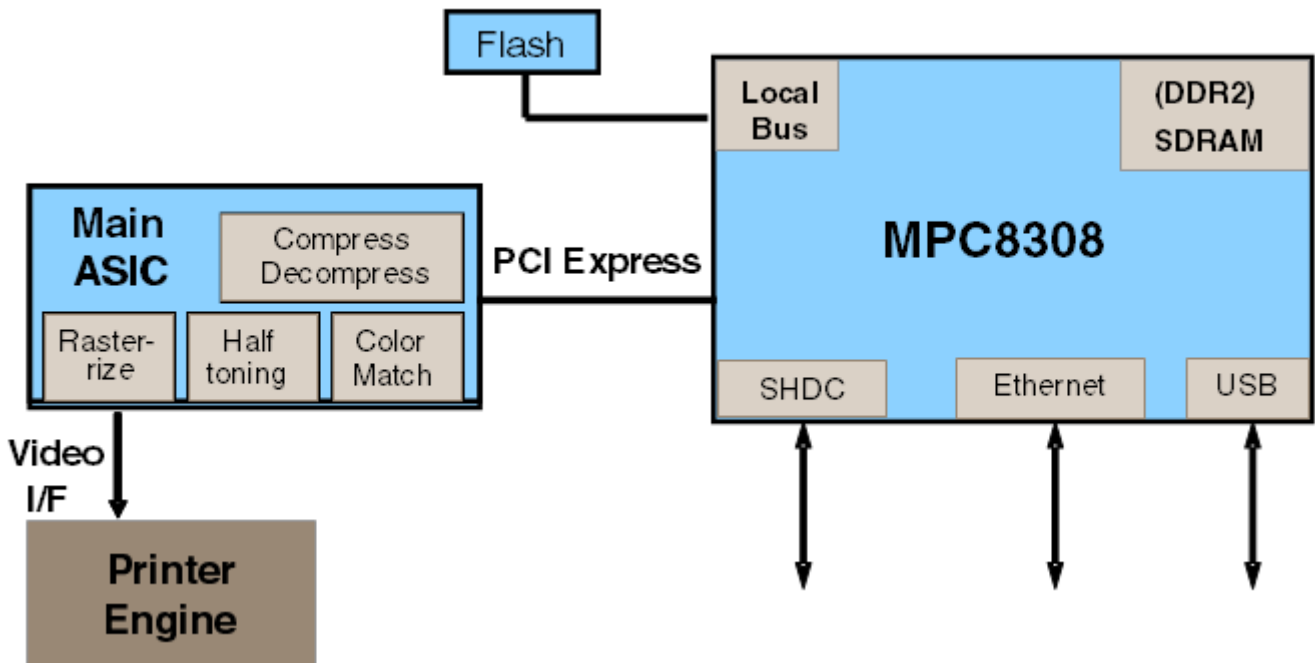 Flash
Local
Bus
(DDR2)
SDRAM
MPC8308
Main
ASIC
Compress
Decompress
PCI Express
Raster-
rize
Half
toning
Color
Match
SHDC
Ethernet
USB
Video
I/F
Printer
Engine